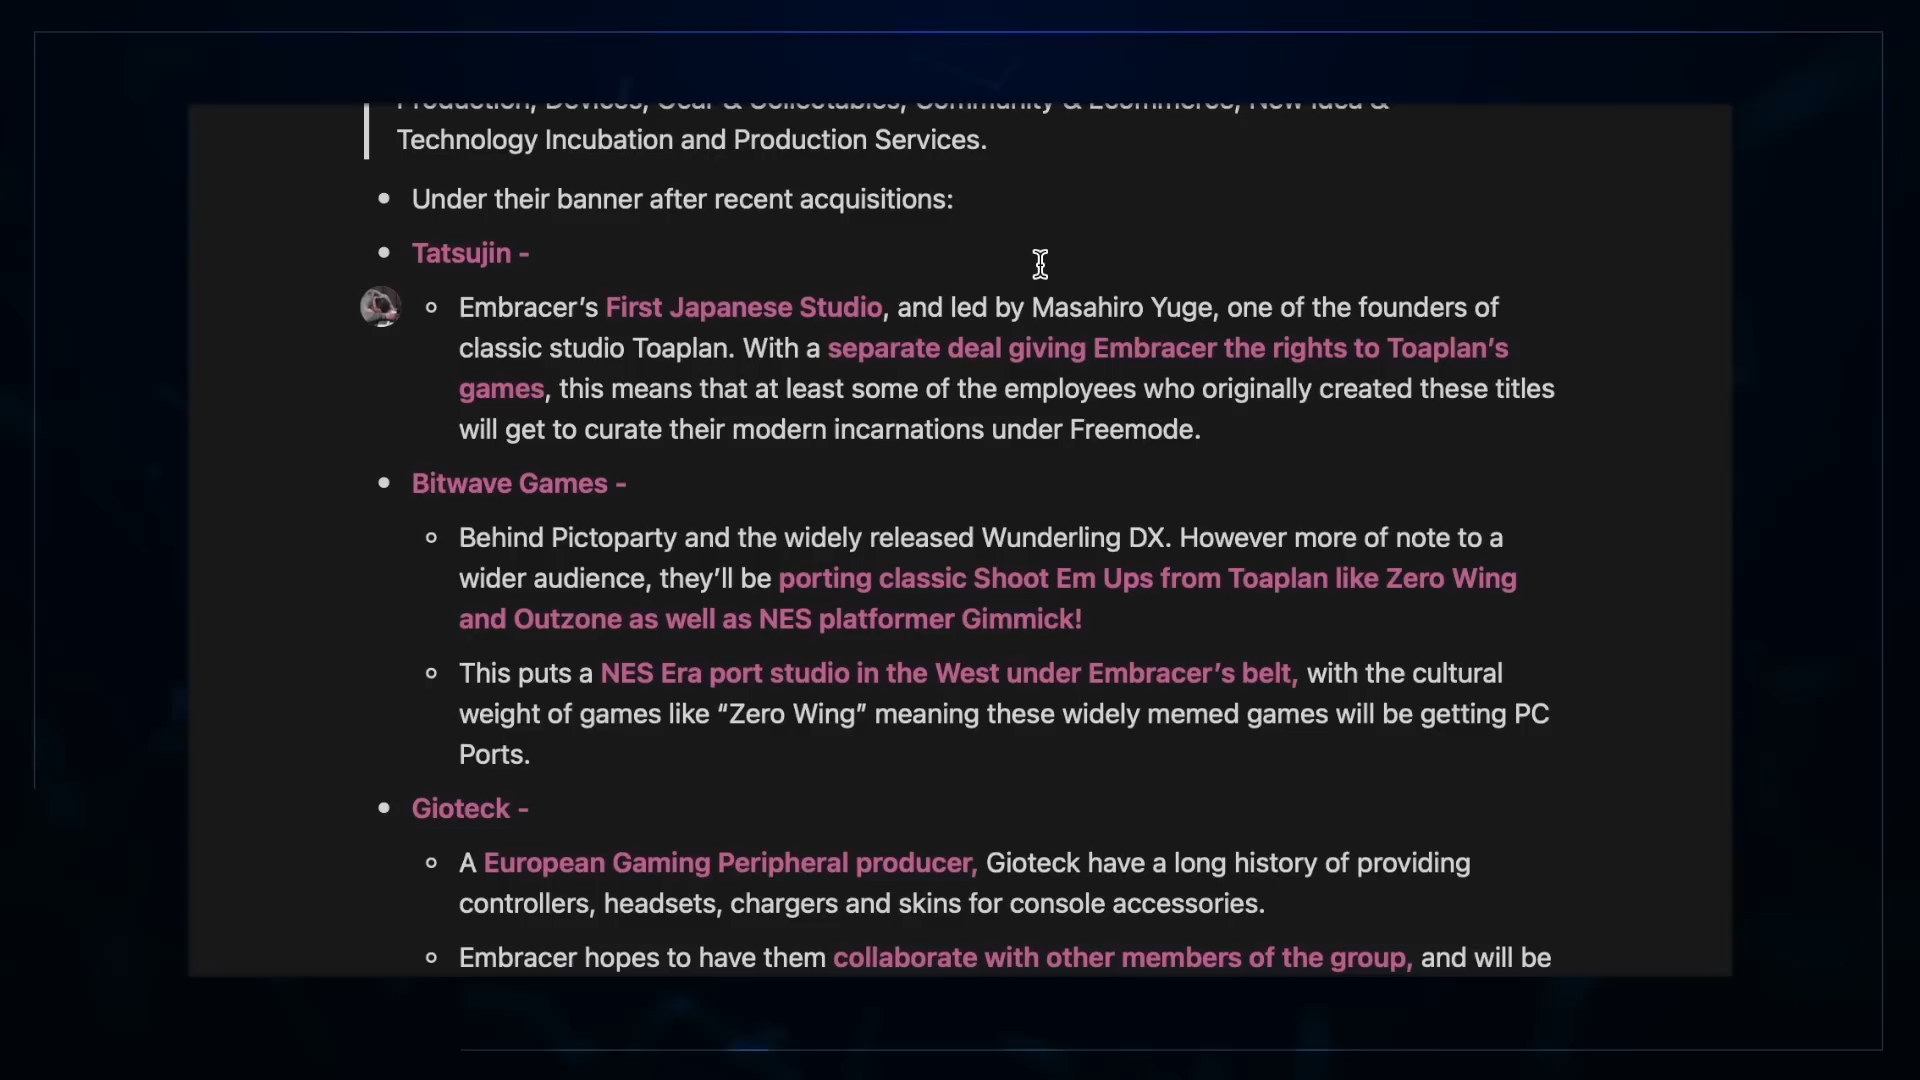 Production, Devices, Gear & Collectables, Community & Ecommerce, New Idea &
Technology Incubation and Production Services.
Under their banner after recent acquisitions:
Tatsujin -
Embracer’s First Japanese Studio, and led by Masahiro Yuge, one of the founders of
classic studio Toaplan. With a separate deal giving Embracer the rights to Toaplan’s
games, this means that at least some of the employees who originally created these titles
will get to curate their modern incarnations under Freemode.
Bitwave Games -
Behind Pictoparty and the widely released Wunderling DX. However more of note to a
wider audience, they’ll be porting classic Shoot Em Ups from Toaplan like Zero Wing
and Outzone as well as NES platformer Gimmick!
This puts a NES Era port studio in the West under Embracer’s belt, with the cultural
weight of games like “Zero Wing” meaning these widely memed games will be getting PC
Ports.
Gioteck -
A European Gaming Peripheral producer, Gioteck have a long history of providing
controllers, headsets, chargers and skins for console accessories.
Embracer hopes to have them collaborate with other members of the group, and will be